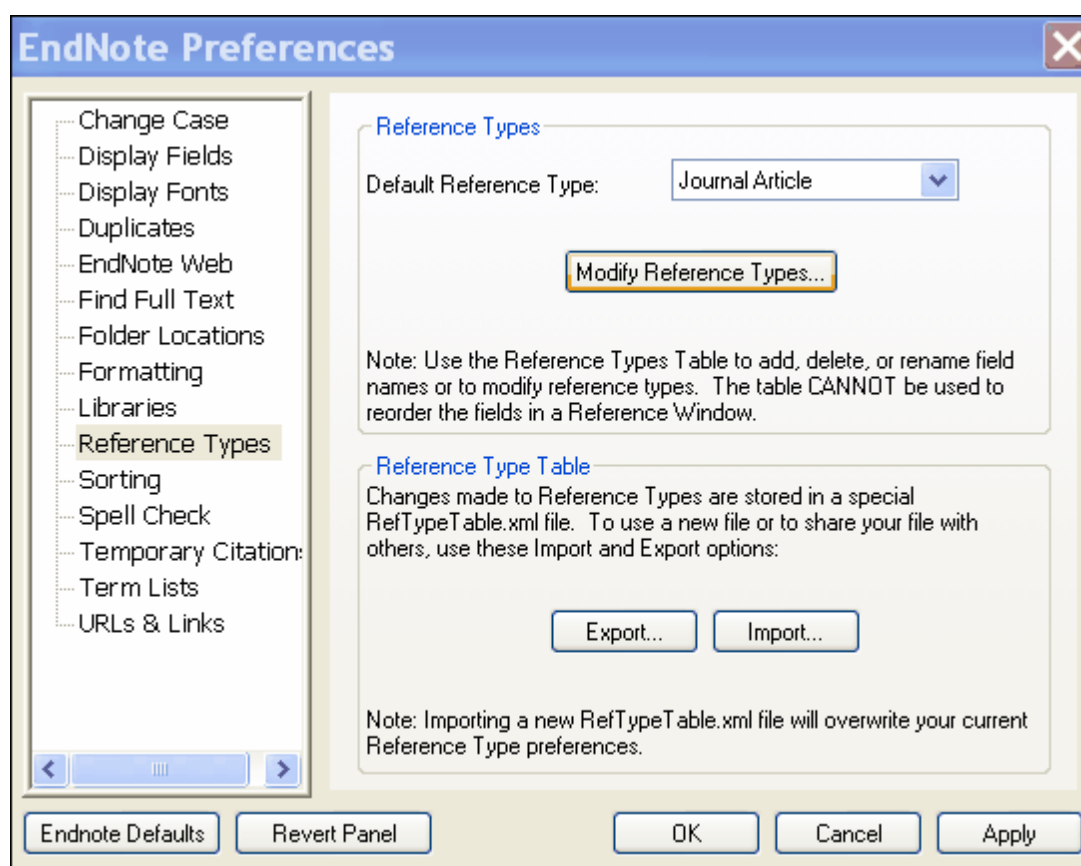 EndNote Preferences
Change Case
Display Fields
Display Fonts
Duplicates
EndNote Web
Find Full Text
Folder Locations
Formatting
Libraries
Reference Types
Sorting
Spell Check
Temporary Citation:
Term Lists
URLs & Links
Reference Types
Default Reference Type: Journal Article
Modify Reference Types...
Note: Use the Reference Types Table to add, delete, or rename field
names or to modify reference types. The table CANNOT be used to
reorder the fields in a Reference Window.
Reference Type Table
Changes made to Reference Types are stored in a special
RefTypeTable.xml file. To use a new file or to share your file with
others, use these Import and Export options:
Export... Import...
Note: Importing a new RefTypeTable.xml file will overwrite your current
Reference Type preferences.
Endnote Defaults Revert Panel OK Cancel Apply